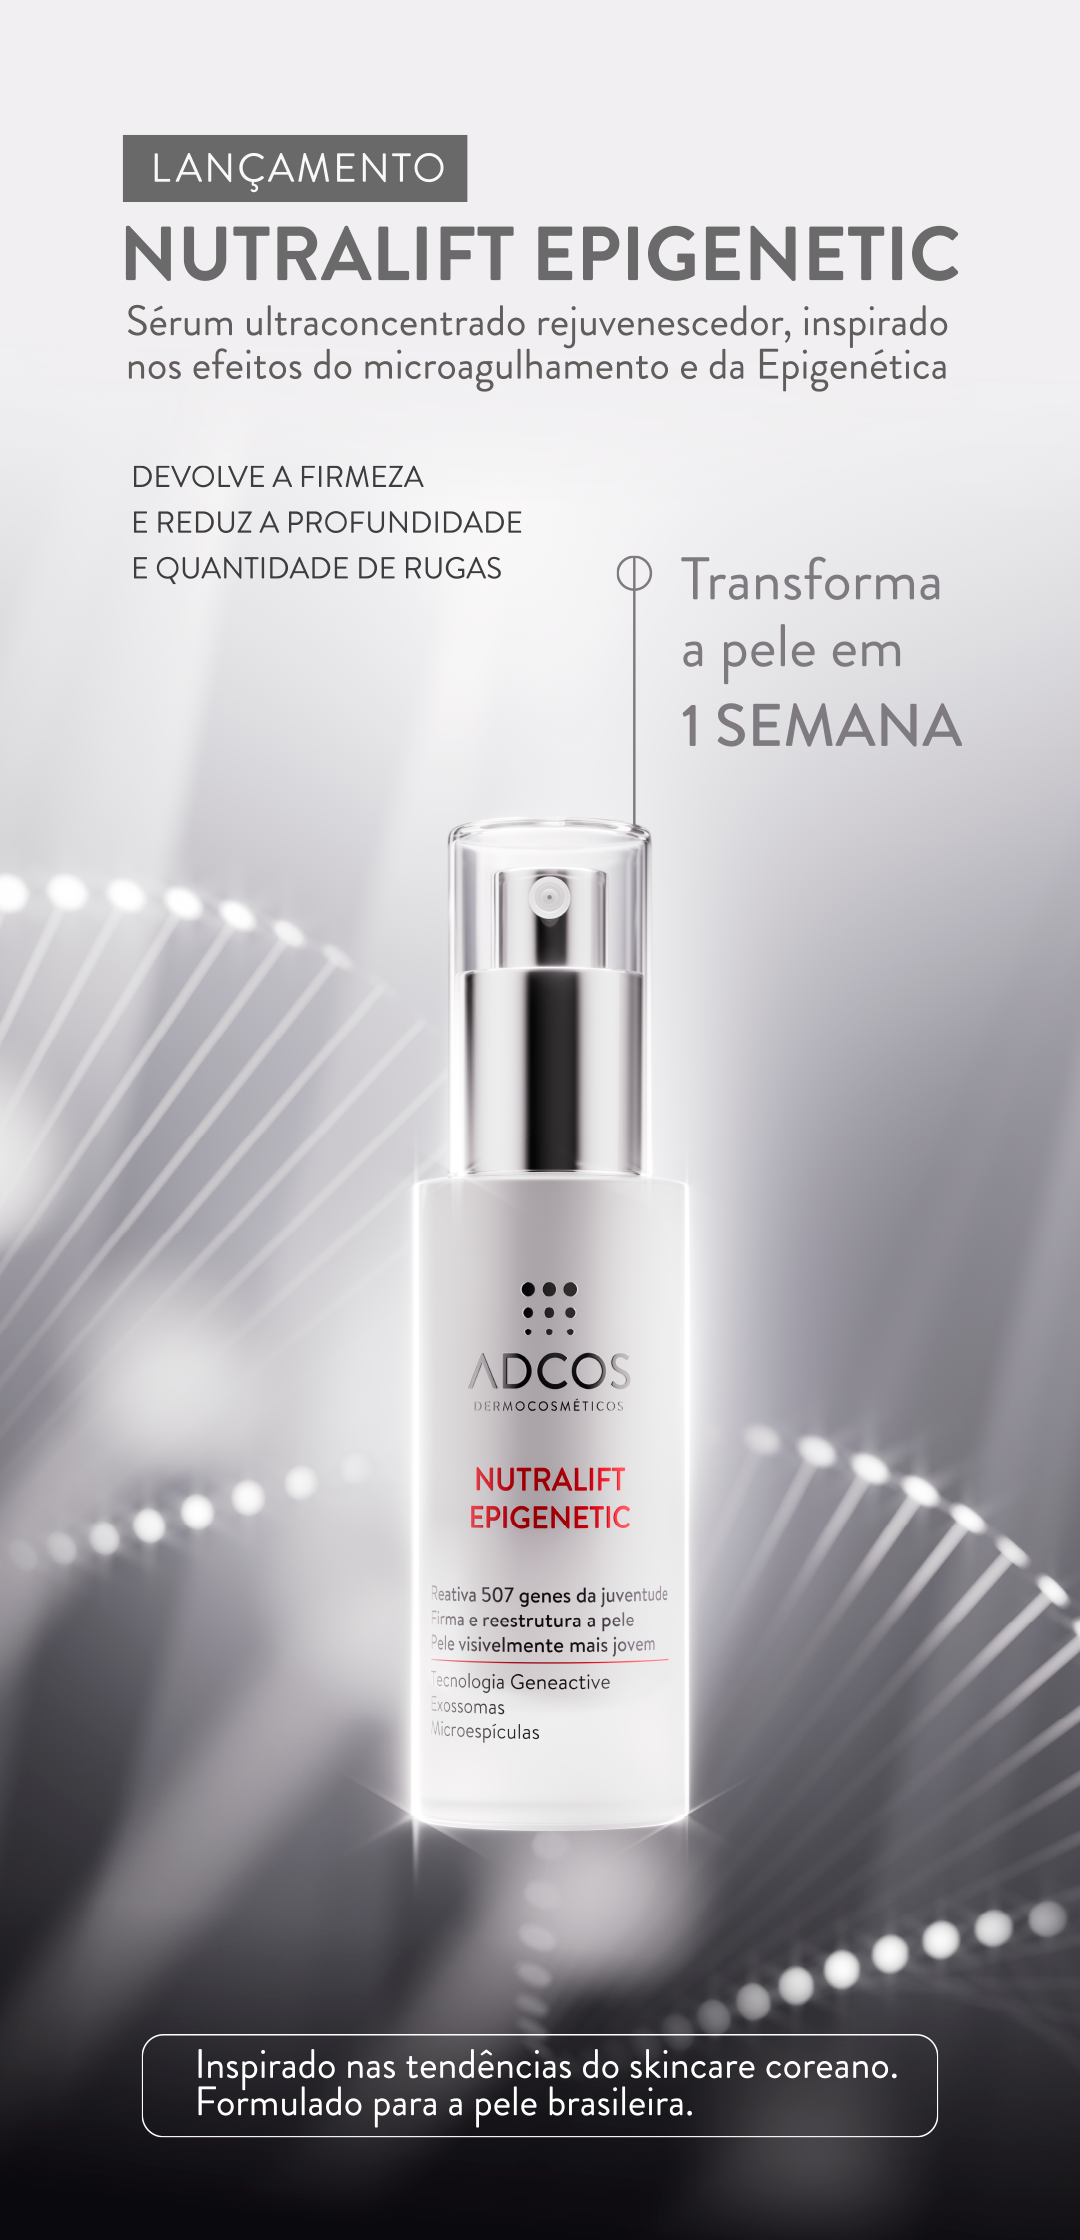 LANÇAMENTO
NUTRALIFT EPIGENETIC
Sérum ultraconcentrado rejuvenescedor, inspirado
nos efeitos do microagulhamento e da Epigenética
DEVOLVE A FIRMEZA
E REDUZ A PROFUNDIDADE
E QUANTIDADE DE RUGAS
Transforma
a pele em
1 SEMANA
ADCOS
DERMOCOSMÉTICOS
NUTRALIFT
EPIGENETIC
Reativa 507 genes da juventude
Firma e reestrutura a pele
Pele visivelmente mais jovem
Tecnologia Geneactive
Exossomas
Microespículas
Inspirado nas tendências do skincare coreano.
Formulado para a pele brasileira.